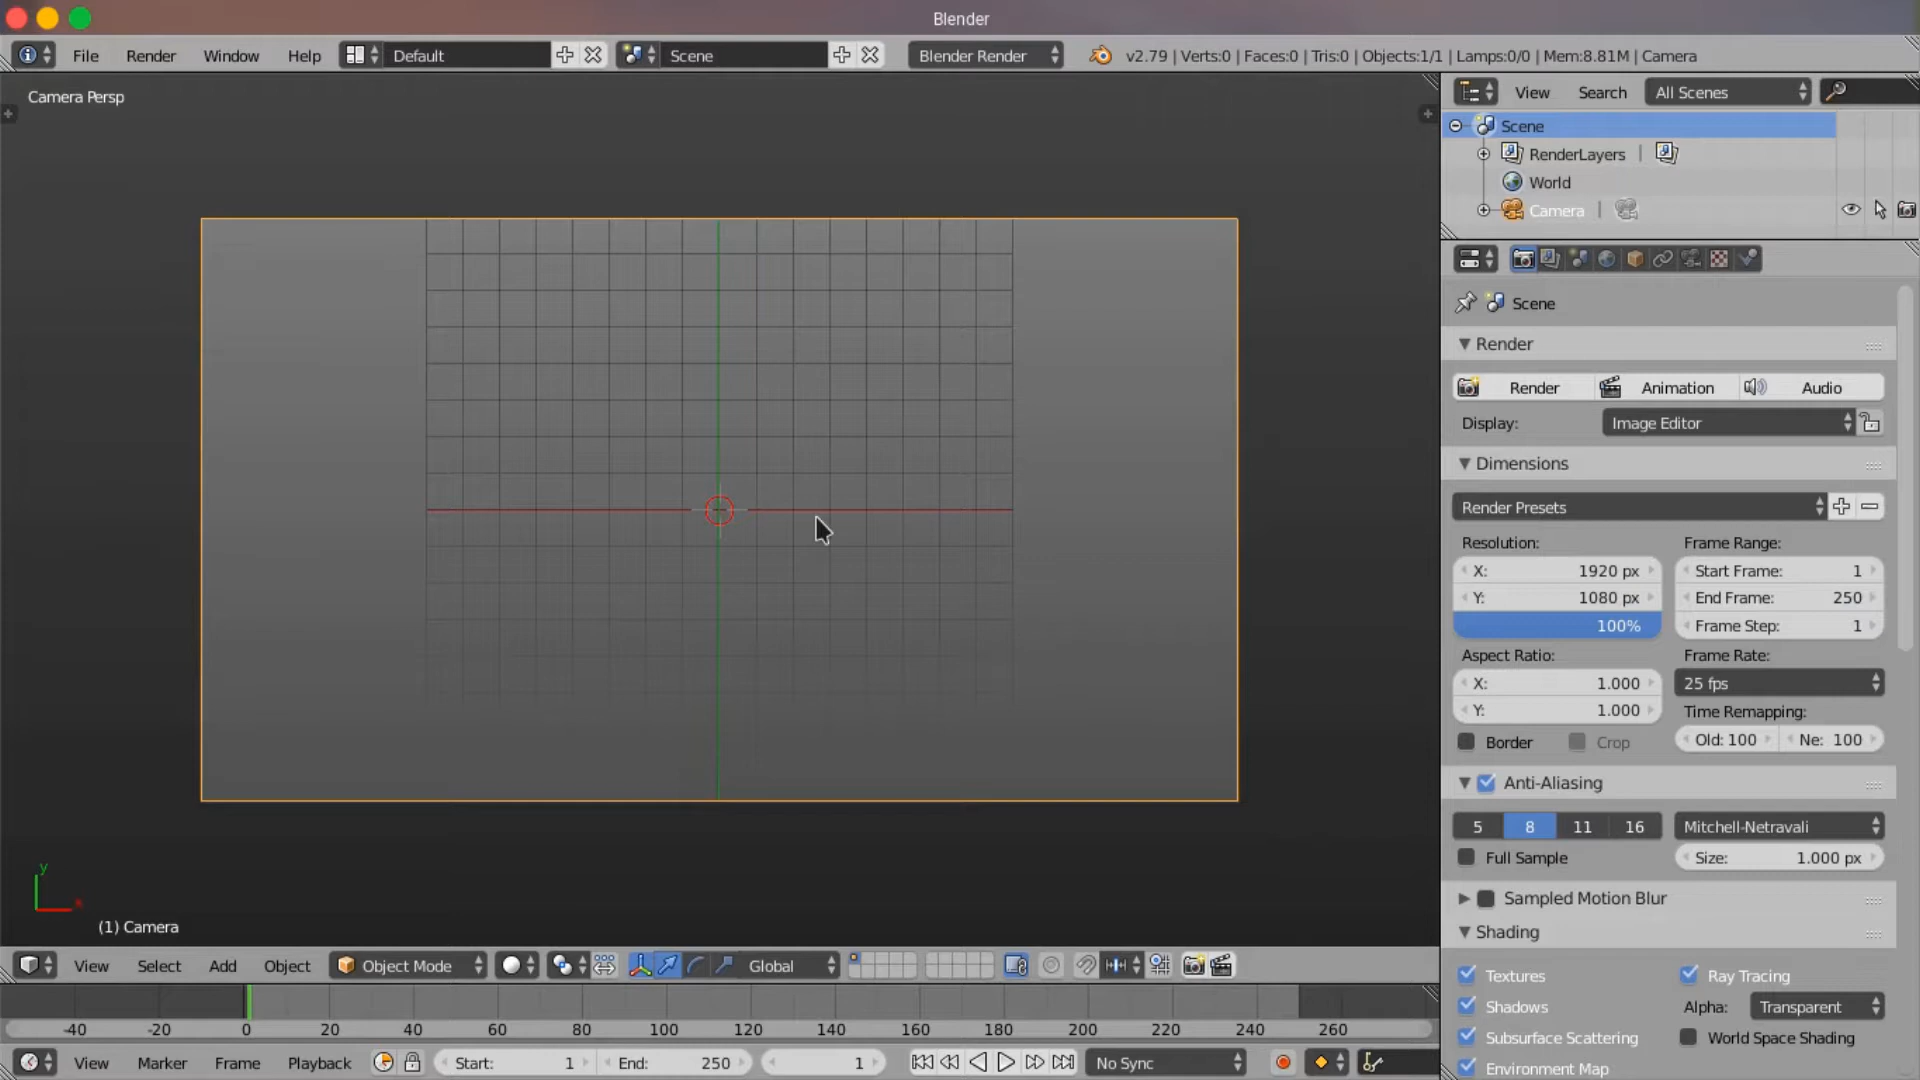 Blender
File Render Window Help Default Scene Blender Render v2.79 | Verts:0 | Faces:0 | Tris:0 | Objects:1/1 | Lamps:0/0 | Mem:8.81M | Camera
Camera Persp
View Search All Scenes
Scene
RenderLayers
World
Camera
Scene
Render
Render Animation Audio
Display: Image Editor
Dimensions
Render Presets
Resolution: Frame Range:
X: 1920 px Start Frame: 1
Y: 1080 px End Frame: 250
100% Frame Step: 1
Aspect Ratio: Frame Rate:
X: 1.000 25 fps
Y: 1.000 Time Remapping:
Border Crop Old: 100 Ne: 100
Anti-Aliasing
5 8 11 16 Mitchell-Netravali
Full Sample Size: 1.000 px
Sampled Motion Blur
Shading
Textures Ray Tracing
Shadows Alpha: Transparent
Subsurface Scattering World Space Shading
Environment Map
y
x
(1) Camera
View Select Add Object Object Mode Global
-40 -20 0 20 40 60 80 100 120 140 160 180 200 220 240 260
View Marker Frame Playback Start: 1 End: 250 1 No Sync